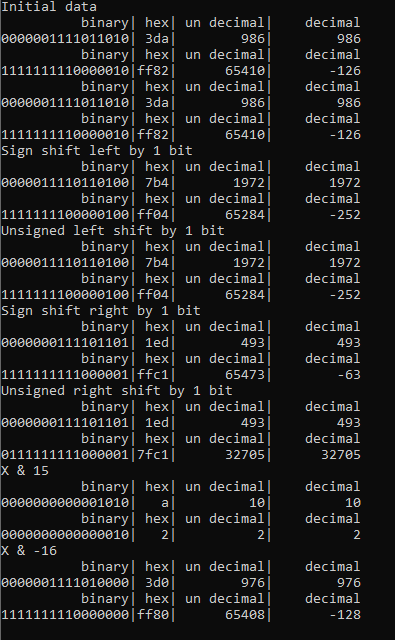 Initial data
binary| hex| un decimal| decimal
0000001111011010| 3da| 986| 986
binary| hex| un decimal| decimal
1111111110000010|ff82| 65410| -126
binary| hex| un decimal| decimal
0000001111011010| 3da| 986| 986
binary| hex| un decimal| decimal
1111111110000010|ff82| 65410| -126
Sign shift left by 1 bit
binary| hex| un decimal| decimal
0000011110110100| 7b4| 1972| 1972
binary| hex| un decimal| decimal
1111111100000100|ff04| 65284| -252
Unsigned left shift by 1 bit
binary| hex| un decimal| decimal
0000011110110100| 7b4| 1972| 1972
binary| hex| un decimal| decimal
1111111100000100|ff04| 65284| -252
Sign shift right by 1 bit
binary| hex| un decimal| decimal
0000000111101101| 1ed| 493| 493
binary| hex| un decimal| decimal
1111111111000001|ffc1| 65473| -63
Unsigned right shift by 1 bit
binary| hex| un decimal| decimal
0000000111101101| 1ed| 493| 493
binary| hex| un decimal| decimal
0111111111000001|7fc1| 32705| 32705
X & 15
binary| hex| un decimal| decimal
0000000000001010| a| 10| 10
binary| hex| un decimal| decimal
0000000000000010| 2| 2| 2
X & -16
binary| hex| un decimal| decimal
0000001111010000| 3d0| 976| 976
binary| hex| un decimal| decimal
1111111110000000|ff80| 65408| -128